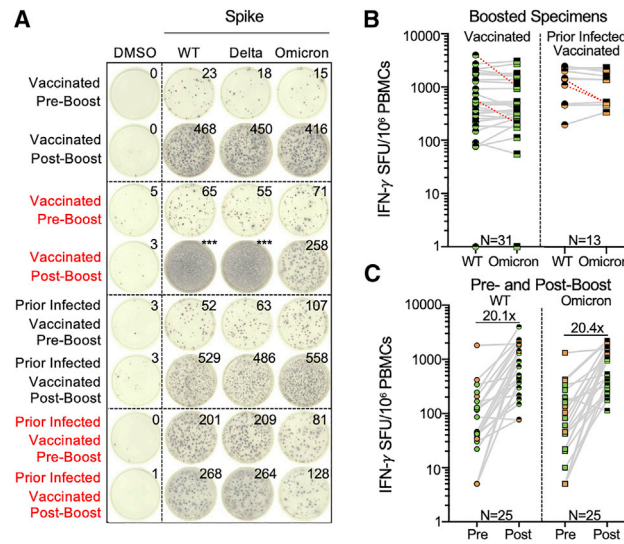 A
Spike
DMSO WT Delta Omicron
Vaccinated
Pre-Boost
0 23 18 15
Vaccinated
Post-Boost
0 468 450 416
Vaccinated
Pre-Boost
5 65 55 71
Vaccinated
Post-Boost
3 *** *** 258
Prior Infected
Vaccinated
Pre-Boost
3 52 63 107
Prior Infected
Vaccinated
Post-Boost
3 529 486 558
Prior Infected
Vaccinated
Pre-Boost
0 201 209 81
Prior Infected
Vaccinated
Post-Boost
1 268 264 128
B
Boosted Specimens
Vaccinated
Prior Infected
Vaccinated
IFN-γ SFU/10⁶ PBMCs
10000
1000
100
10
1
N=31 N=13
WT Omicron WT Omicron
C
Pre- and Post-Boost
WT Omicron
20.1x 20.4x
IFN-γ SFU/10⁶ PBMCs
10000
1000
100
10
1
N=25 N=25
Pre Post Pre Post